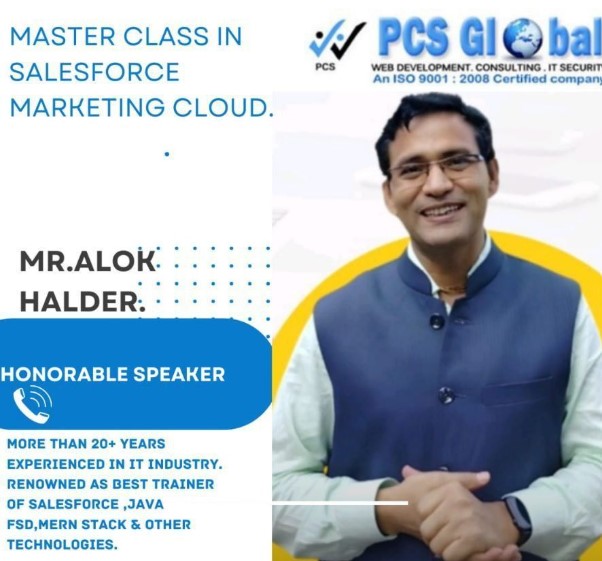 MASTER CLASS IN
SALESFORCE
MARKETING CLOUD.
.
PCS
PCS Global
WEB DEVELOPMENT. CONSULTING . IT SECURITY
An ISO 9001 : 2008 Certified company
MR.ALOK
HALDER.
HONORABLE SPEAKER
MORE THAN 20+ YEARS
EXPERIENCED IN IT INDUSTRY.
RENOWNED AS BEST TRAINER
OF SALESFORCE ,JAVA
FSD,MERN STACK & OTHER
TECHNOLOGIES.